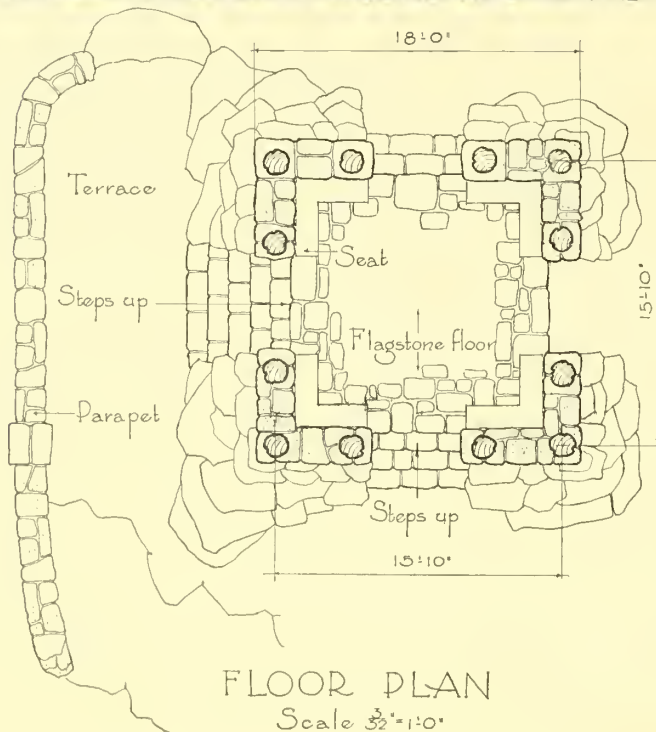 18'-0"
Terrace
Seat
Steps up
15'-10"
Flagstone floor
Parapet
Steps up
15'-10"
FLOOR PLAN
Scale 3/32" = 1'-0"